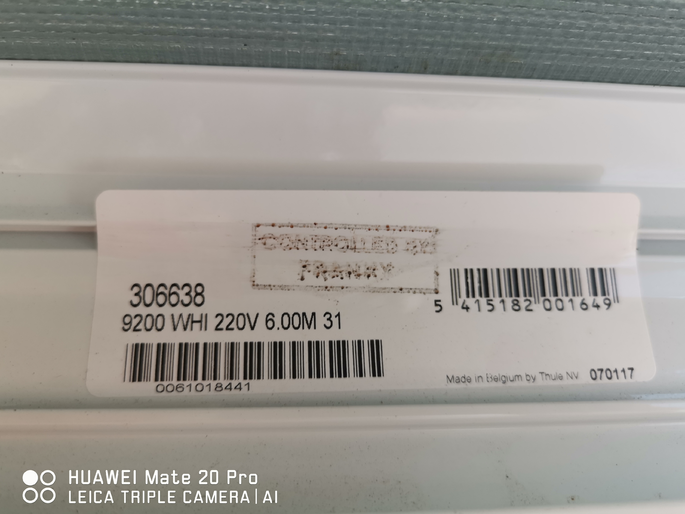 CONTROLLED BY
FRANKY
306638
9200 WHI 220V 6.00M 31
5 415182 001649
0061018441
Made in Belgium by Thule NV 070117
HUAWEI Mate 20 Pro
LEICA TRIPLE CAMERA | AI